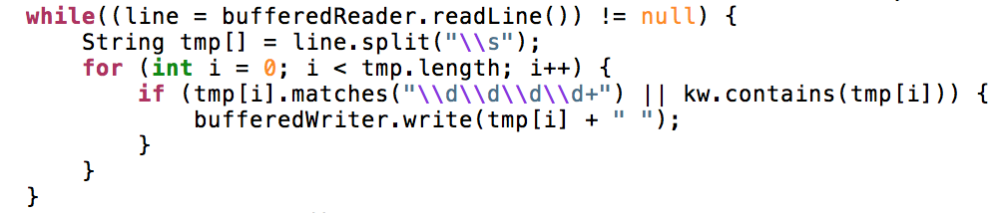 while((line = bufferedReader.readLine()) != null) {
    String tmp[] = line.split("\\s");
    for (int i = 0; i < tmp.length; i++) {
        if (tmp[i].matches("\\d\\d\\d\\d+") || kw.contains(tmp[i])) {
            bufferedWriter.write(tmp[i] + " ");
        }
    }
}